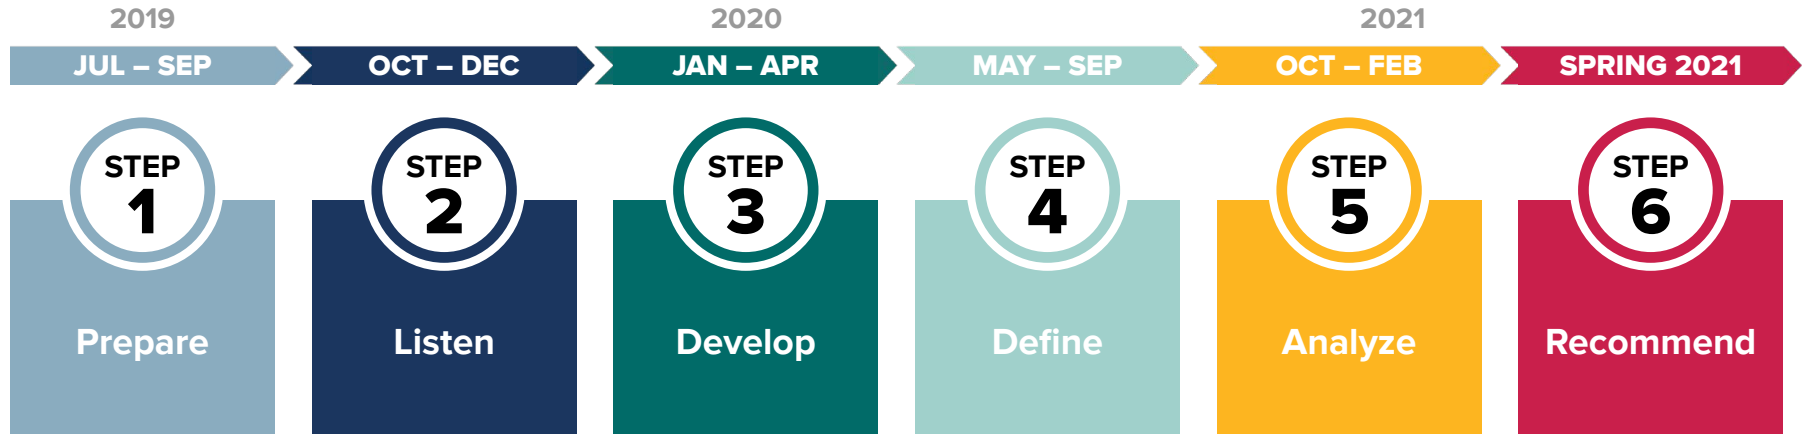 2019 2020 2021
JUL – SEP OCT – DEC JAN – APR MAY – SEP OCT – FEB SPRING 2021
STEP STEP STEP STEP STEP STEP
1 2 3 4 5 6
Prepare Listen Develop Define Analyze Recommend